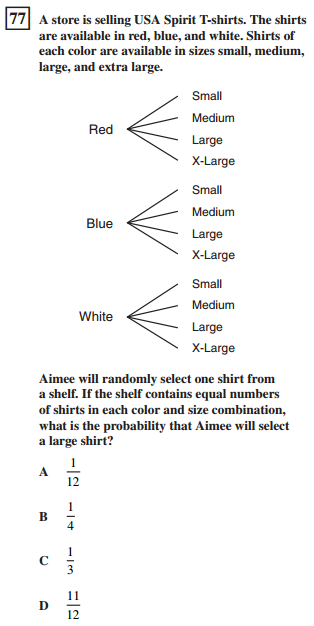 77 A store is selling USA Spirit T-shirts. The shirts
are available in red, blue, and white. Shirts of
each color are available in sizes small, medium,
large, and extra large.
Red
Small
Medium
Large
X-Large
Blue
Small
Medium
Large
X-Large
White
Small
Medium
Large
X-Large
Aimee will randomly select one shirt from
a shelf. If the shelf contains equal numbers
of shirts in each color and size combination,
what is the probability that Aimee will select
a large shirt?
A 1/12
B 1/4
C 1/3
D 11/12